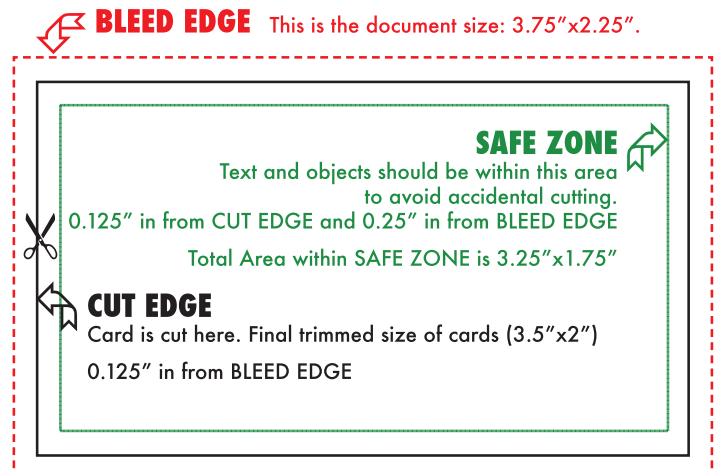 BLEED EDGE This is the document size: 3.75”x2.25”.
SAFE ZONE
Text and objects should be within this area
to avoid accidental cutting.
0.125” in from CUT EDGE and 0.25” in from BLEED EDGE
Total Area within SAFE ZONE is 3.25”x1.75”
CUT EDGE
Card is cut here. Final trimmed size of cards (3.5”x2”)
0.125” in from BLEED EDGE